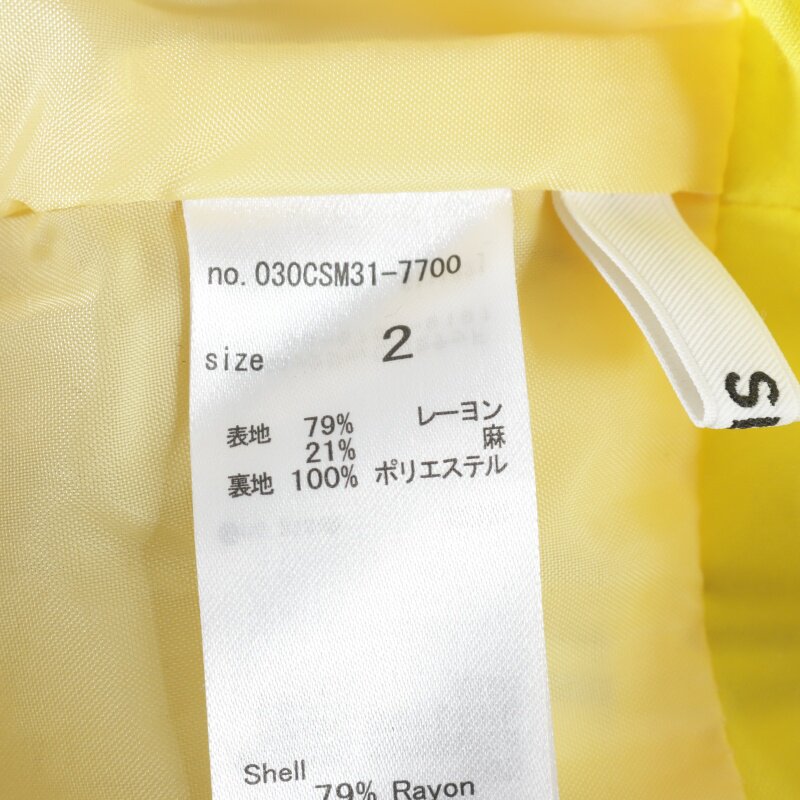 no. 030CSM31-7700
size 2
表地 79% レーヨン
21% 麻
裏地 100% ポリエステル
Shell
79% Rayon